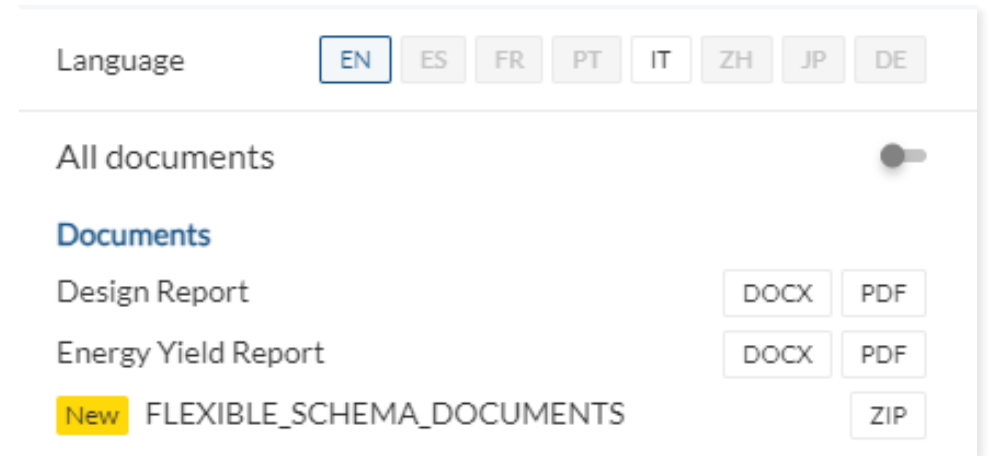 Language EN ES FR PT IT ZH JP DE
All documents
Documents
Design Report DOCX PDF
Energy Yield Report DOCX PDF
New FLEXIBLE_SCHEMA_DOCUMENTS ZIP